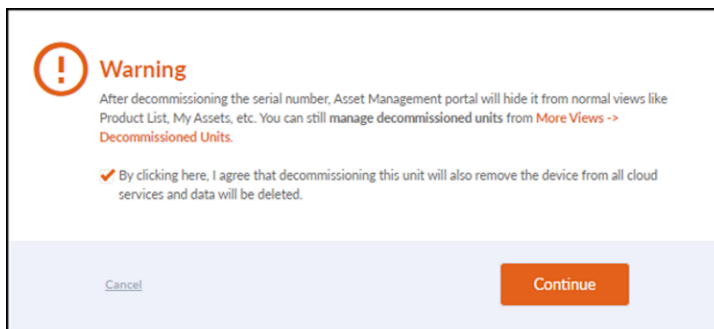 Warning
After decommissioning the serial number, Asset Management portal will hide it from normal views like
Product List, My Assets, etc. You can still manage decommissioned units from More Views ->
Decommissioned Units.
By clicking here, I agree that decommissioning this unit will also remove the device from all cloud
services and data will be deleted.
Cancel
Continue